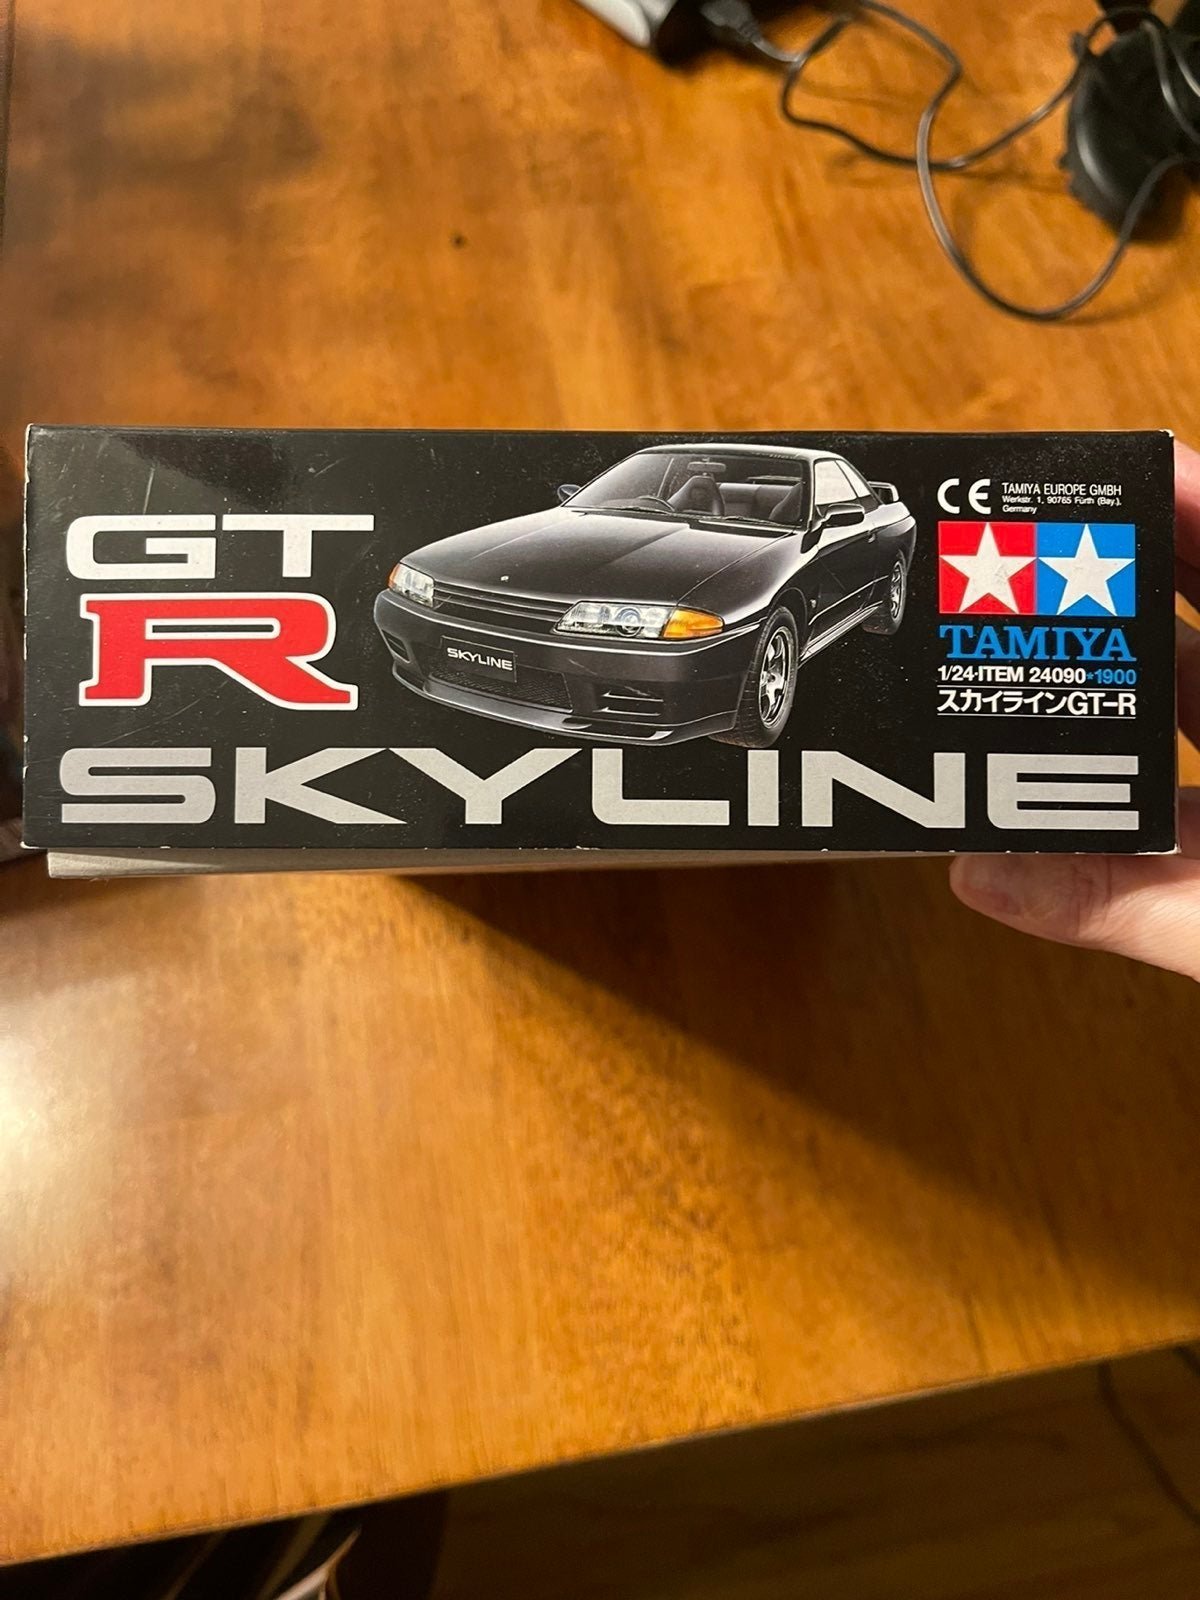 GT
R
SKYLINE
SKYLINE
CE TAMIYA EUROPE GMBH
Werkstr. 1, 90765 Fürth (Bay.),
Germany
TAMIYA
1/24·ITEM 24090*1900
スカイラインGT-R